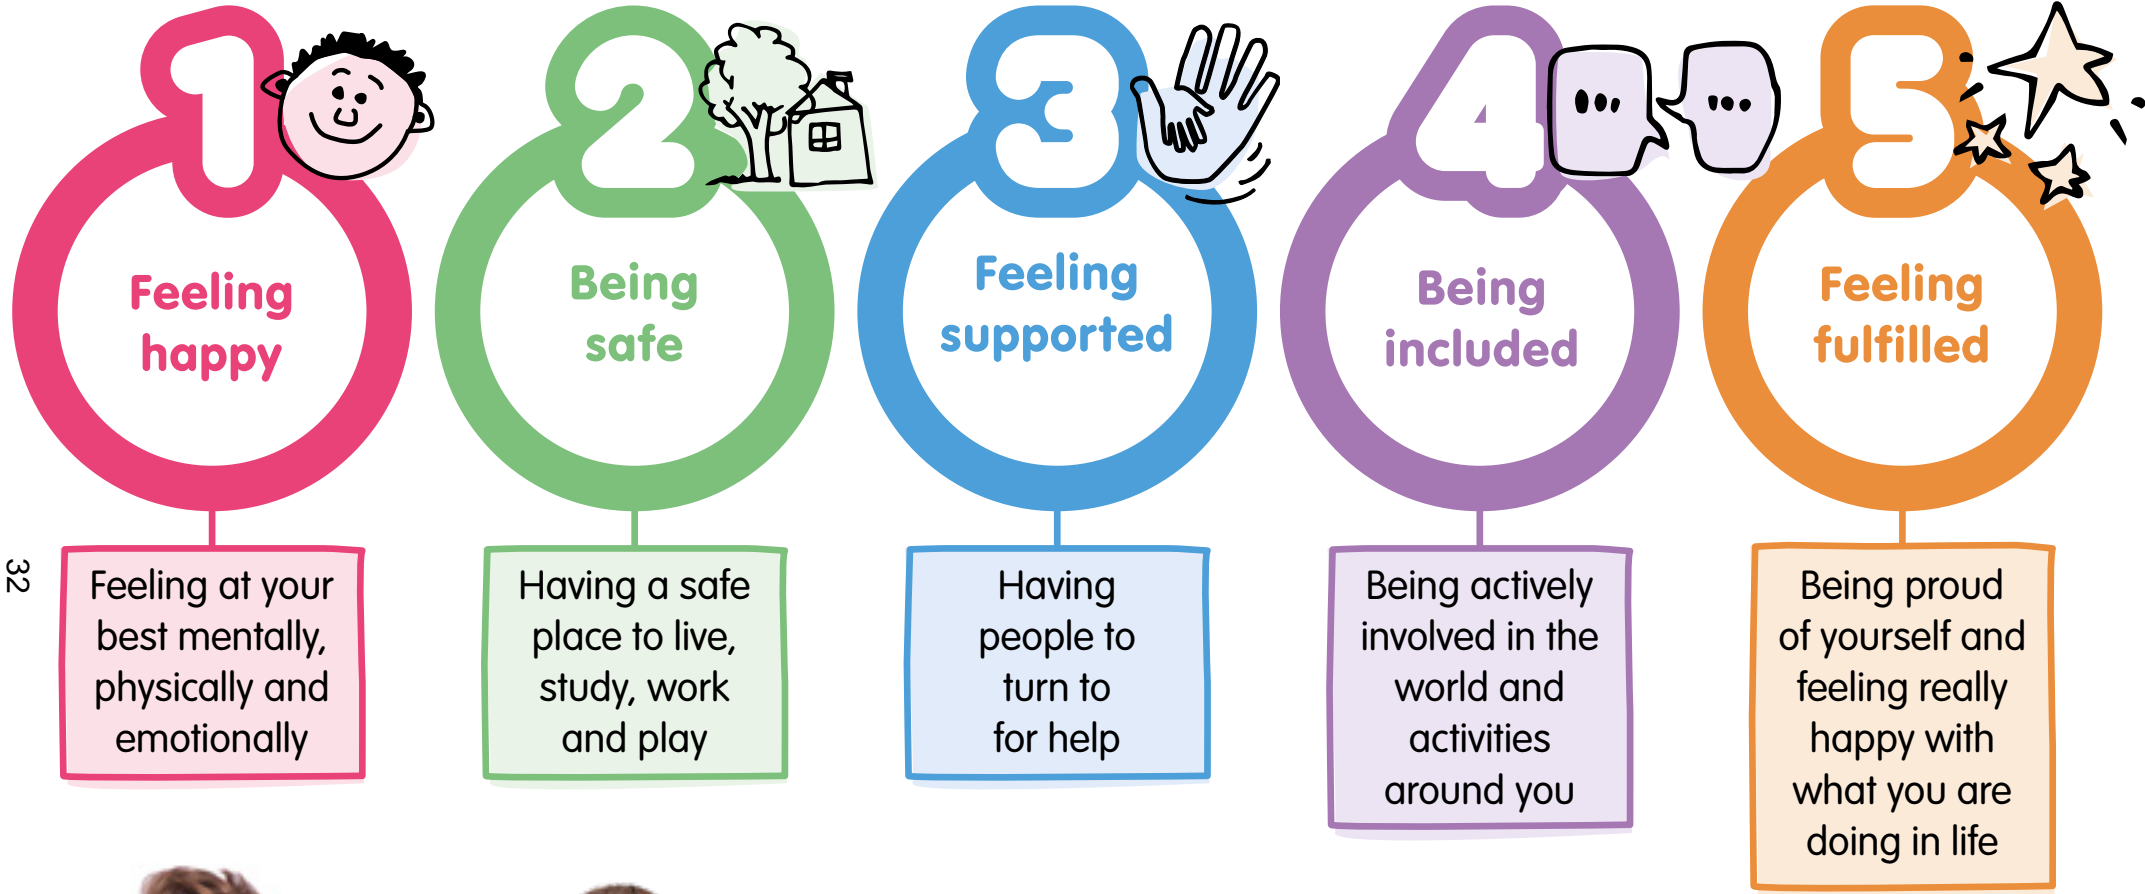 1
Feeling
happy
Feeling at your
best mentally,
physically and
emotionally
2
Being
safe
Having a safe
place to live,
study, work
and play
3
Feeling
supported
Having
people to
turn to
for help
4
Being
included
Being actively
involved in the
world and
activities
around you
5
Feeling
fulfilled
Being proud
of yourself and
feeling really
happy with
what you are
doing in life
32